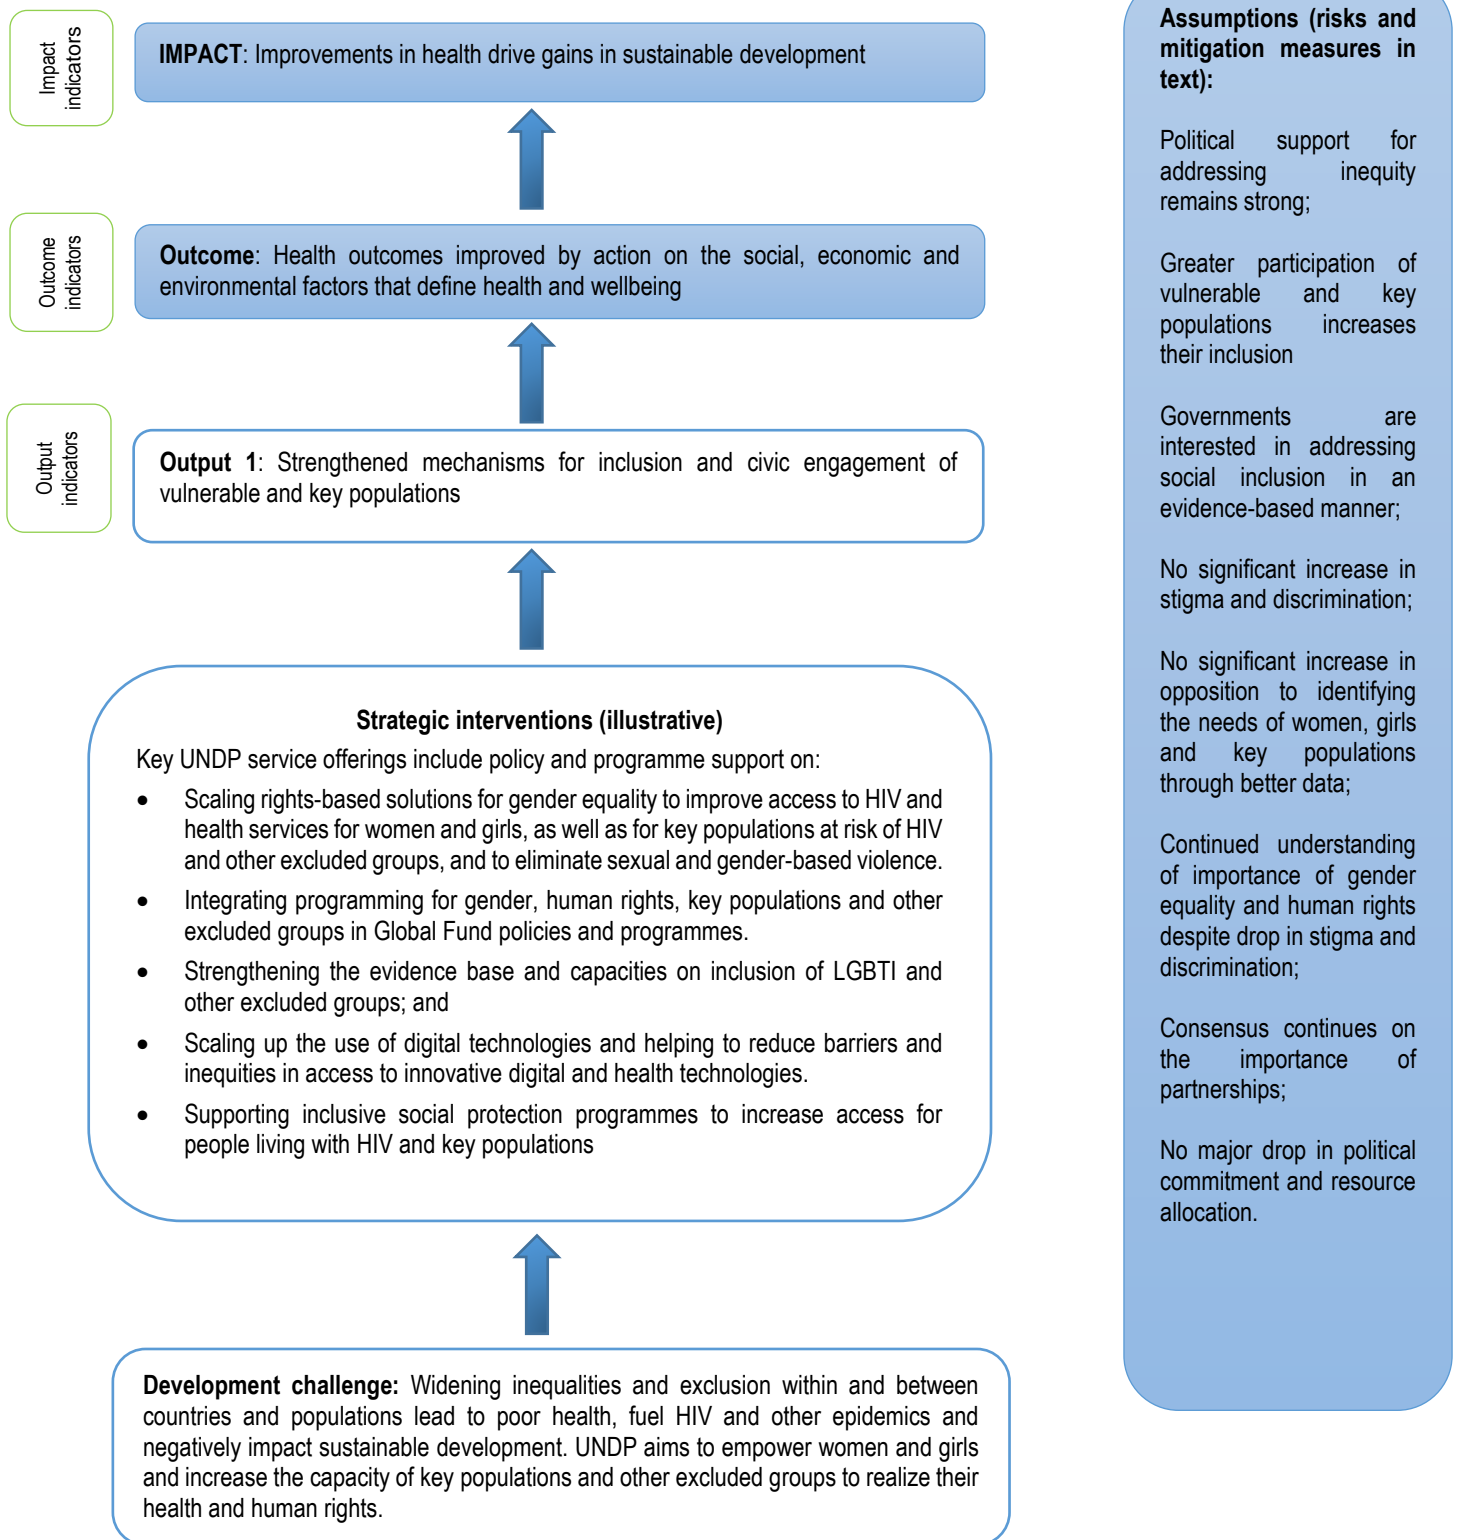 Impact
indicators
IMPACT: Improvements in health drive gains in sustainable development
Outcome
indicators
Outcome: Health outcomes improved by action on the social, economic and
environmental factors that define health and wellbeing
Output
indicators
Output 1: Strengthened mechanisms for inclusion and civic engagement of
vulnerable and key populations
Strategic interventions (illustrative)
Key UNDP service offerings include policy and programme support on:
• Scaling rights-based solutions for gender equality to improve access to HIV and
health services for women and girls, as well as for key populations at risk of HIV
and other excluded groups, and to eliminate sexual and gender-based violence.
• Integrating programming for gender, human rights, key populations and other
excluded groups in Global Fund policies and programmes.
• Strengthening the evidence base and capacities on inclusion of LGBTI and
other excluded groups; and
• Scaling up the use of digital technologies and helping to reduce barriers and
inequities in access to innovative digital and health technologies.
• Supporting inclusive social protection programmes to increase access for
people living with HIV and key populations
Development challenge: Widening inequalities and exclusion within and between
countries and populations lead to poor health, fuel HIV and other epidemics and
negatively impact sustainable development. UNDP aims to empower women and girls
and increase the capacity of key populations and other excluded groups to realize their
health and human rights.
Assumptions (risks and
mitigation measures in
text):
Political support for
addressing inequity
remains strong;
Greater participation of
vulnerable and key
populations increases
their inclusion
Governments are
interested in addressing
social inclusion in an
evidence-based manner;
No significant increase in
stigma and discrimination;
No significant increase in
opposition to identifying
the needs of women, girls
and key populations
through better data;
Continued understanding
of importance of gender
equality and human rights
despite drop in stigma and
discrimination;
Consensus continues on
the importance of
partnerships;
No major drop in political
commitment and resource
allocation.